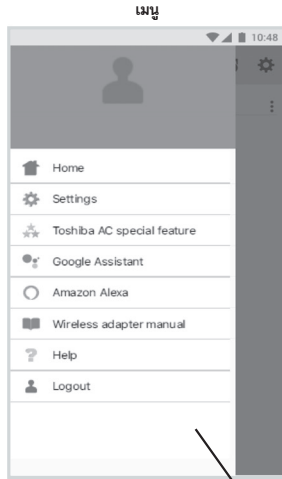 เมนู
10:48
Home
Settings
Toshiba AC special feature
Google Assistant
Amazon Alexa
Wireless adapter manual
Help
Logout